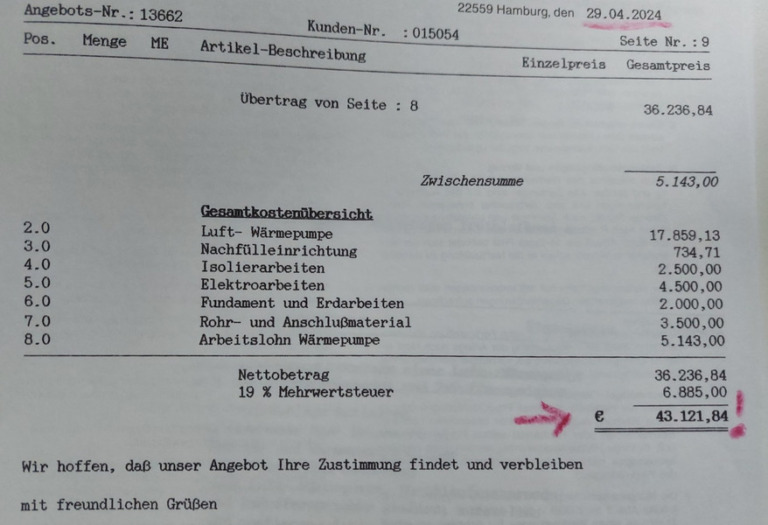 Angebots-Nr.: 13662
22559 Hamburg, den 29.04.2024
Kunden-Nr. : 015054
Seite Nr.: 9
Pos. Menge ME Artikel-Beschreibung Einzelpreis Gesamtpreis
Übertrag von Seite : 8 36.236,84
Zwischensumme 5.143,00
Gesamtkostenübersicht
2.0 Luft- Wärmepumpe 17.859,13
3.0 Nachfülleinrichtung 734,71
4.0 Isolierarbeiten 2.500,00
5.0 Elektroarbeiten 4.500,00
6.0 Fundament und Erdarbeiten 2.000,00
7.0 Rohr- und Anschlußmaterial 3.500,00
8.0 Arbeitslohn Wärmepumpe 5.143,00
Nettobetrag 36.236,84
19 % Mehrwertsteuer 6.885,00
€ 43.121,84 !
Wir hoffen, daß unser Angebot Ihre Zustimmung findet und verbleiben
mit freundlichen Grüßen